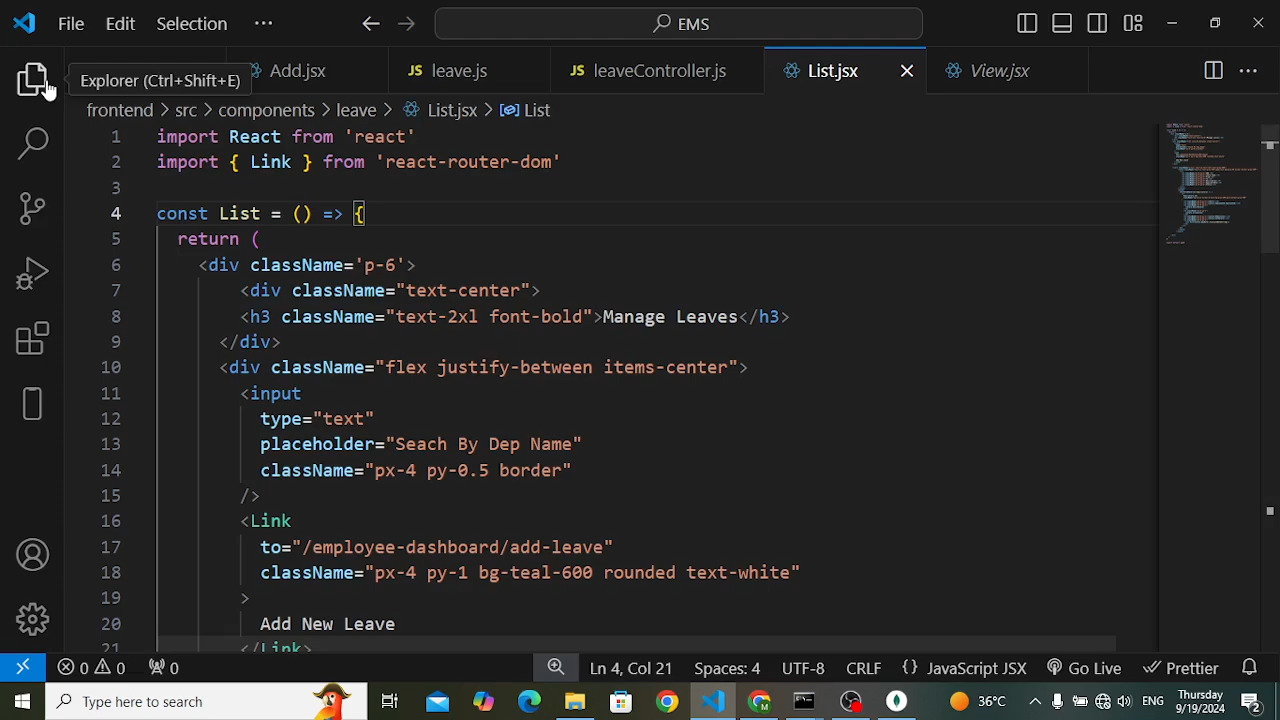 File Edit Selection ··· EMS
Explorer (Ctrl+Shift+E)
Add.jsx JS leave.js JS leaveController.js List.jsx View.jsx
frontend > src > components > leave > List.jsx > List
1 import React from 'react'
2 import { Link } from 'react-router-dom'
3
4 const List = () => {
5 return (
6 <div className='p-6'>
7 <div className="text-center">
8 <h3 className="text-2xl font-bold">Manage Leaves</h3>
9 </div>
10 <div className="flex justify-between items-center">
11 <input
12 type="text"
13 placeholder="Seach By Dep Name"
14 className="px-4 py-0.5 border"
15 />
16 <Link
17 to="/employee-dashboard/add-leave"
18 className="px-4 py-1 bg-teal-600 rounded text-white"
19 >
20 Add New Leave
21 </Link>
0 0 0 Ln 4, Col 21 Spaces: 4 UTF-8 CRLF {} JavaScript JSX Go Live Prettier
Type here to search 38°C ENG Thursday 9/19/2024 2